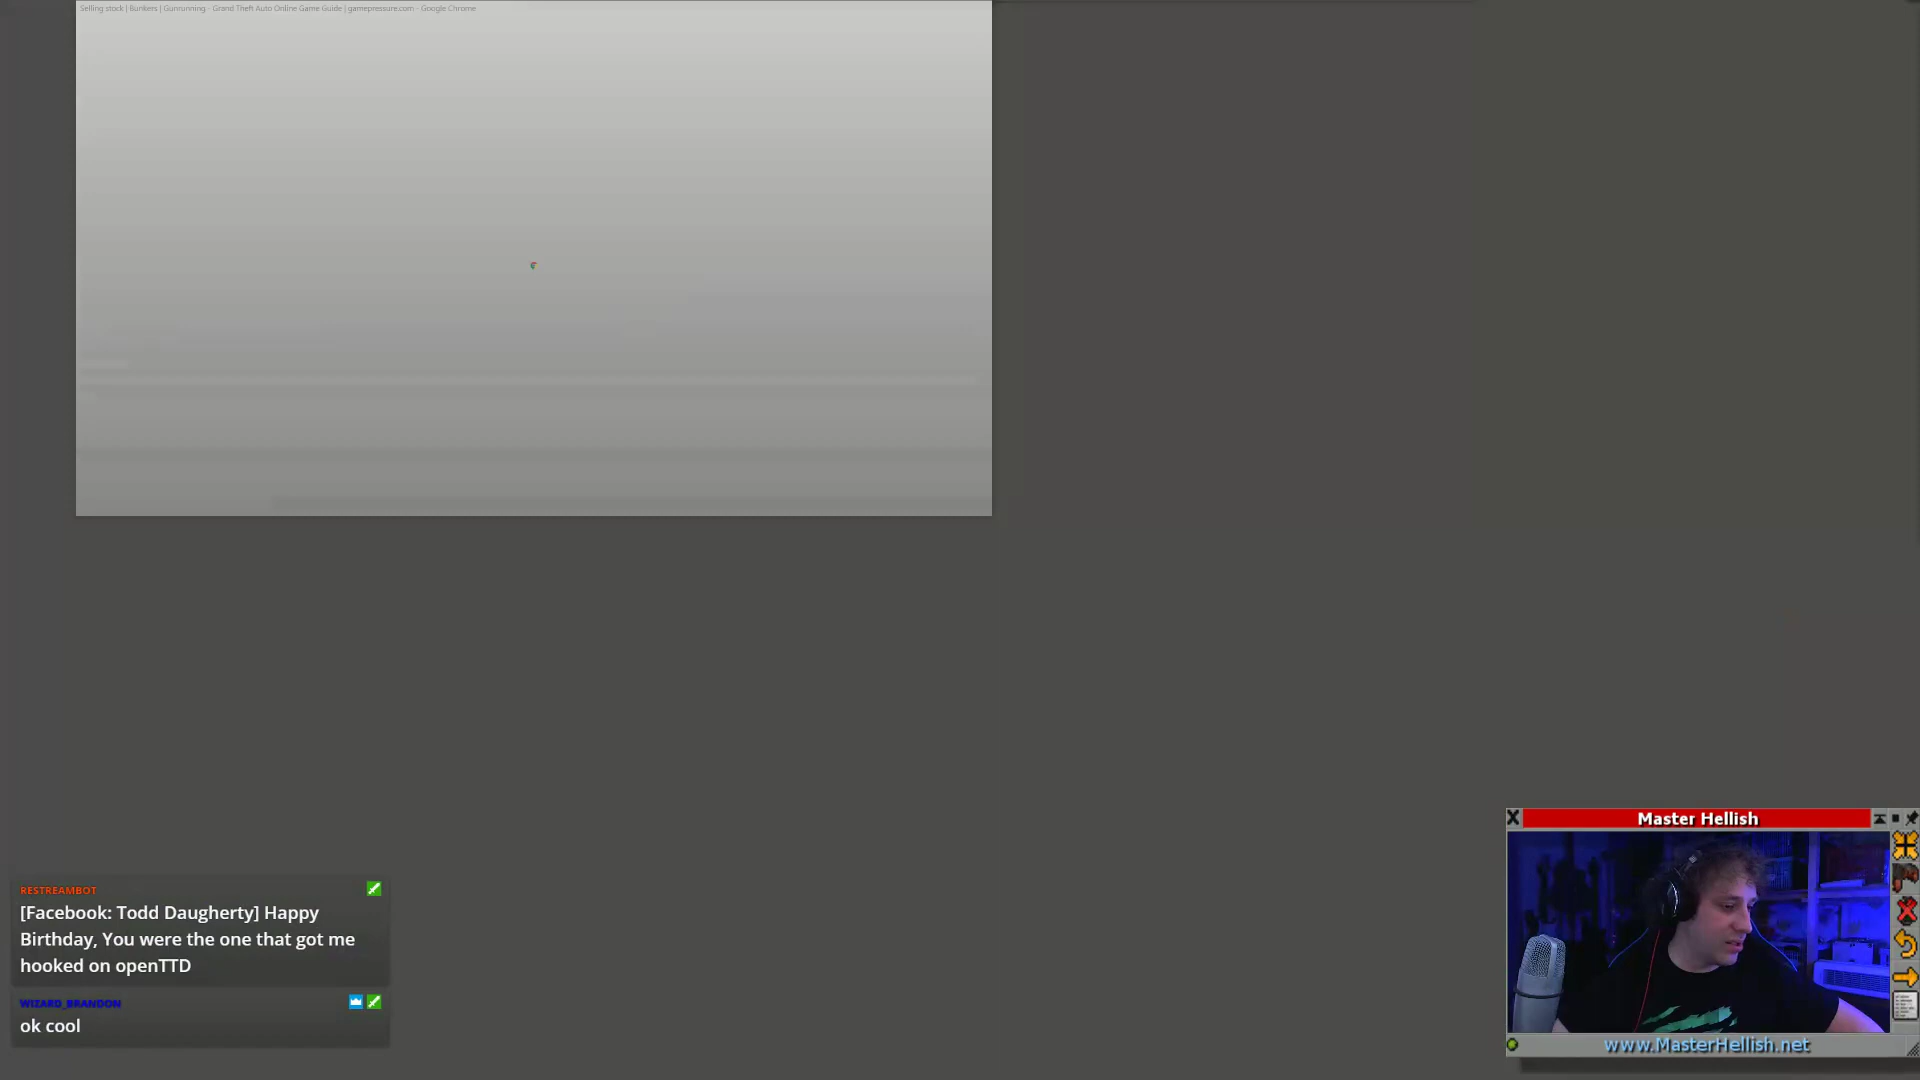 Selling stock | Bunkers | Gunrunning - Grand Theft Auto Online Game Guide | gamepressure.com - Google Chrome
RESTREAMBOT
[Facebook: Todd Daugherty] Happy
Birthday, You were the one that got me
hooked on openTTD
WIZARD_BRANDON
ok cool
X Master Hellish
www.MasterHellish.net